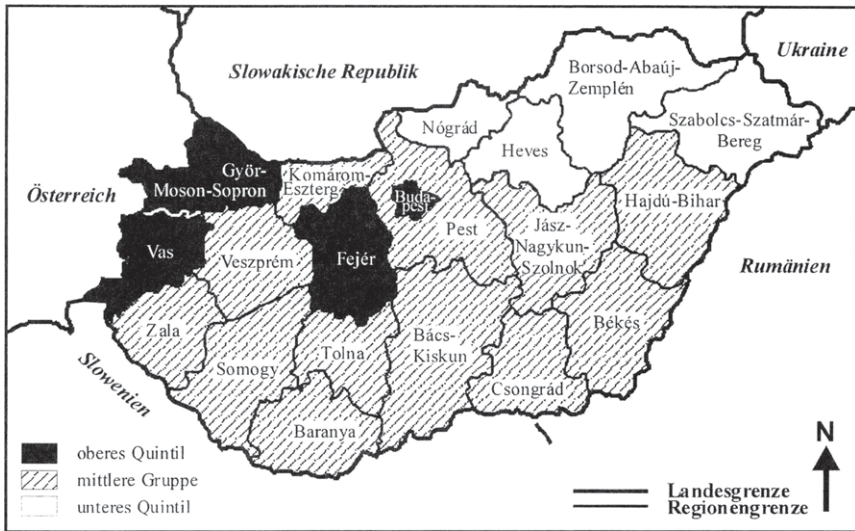 Ukraine
Slowakische Republik
Borsod-Abaúj-
Zemplén
Szabolcs-Szatmár-
Bereg
Nógrád
Heves
Györ-
Moson-Sopron
Komárom-
Eszterg.
Österreich
Buda-
pest
Hajdú-Bihar
Pest
Jász-
Nagykun-
Szolnok
Vas
Veszprém
Fejér
Rumänien
Zala
Slowenien
Somogy
Tolna
Bács-
Kiskun
Békés
Csongrád
Baranya
N
oberes Quintil
mittlere Gruppe
unteres Quintil
Landesgrenze
Regionengrenze